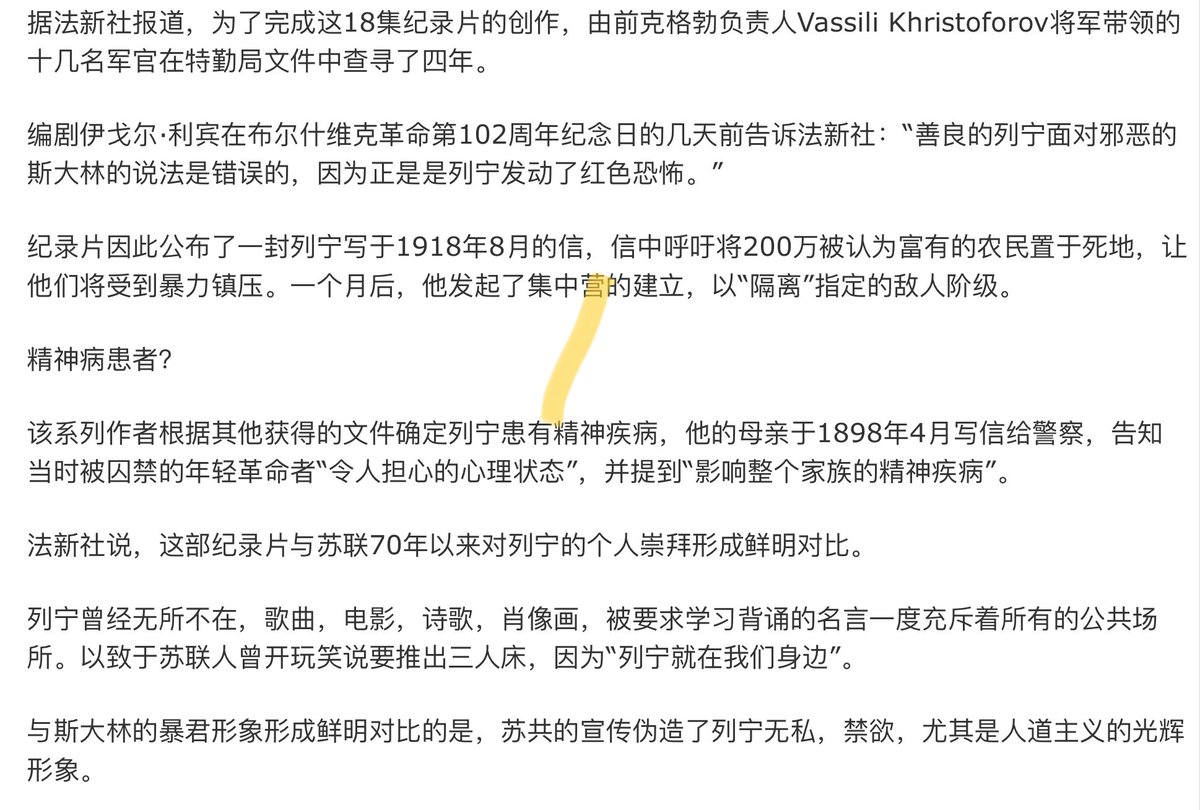 据法新社报道，为了完成这18集纪录片的创作，由前克格勃负责人Vassili Khristoforov将军带领的
十几名军官在特勤局文件中查寻了四年。
编剧伊戈尔·利宾在布尔什维克革命第102周年纪念日的几天前告诉法新社：“善良的列宁面对邪恶的
斯大林的说法是错误的，因为正是是列宁发动了红色恐怖。”
纪录片因此公布了一封列宁写于1918年8月的信，信中呼吁将200万被认为富有的农民置于死地，让
他们将受到暴力镇压。一个月后，他发起了集中营的建立，以“隔离”指定的敌人阶级。
精神病患者？
该系列作者根据其他获得的文件确定列宁患有精神疾病，他的母亲于1898年4月写信给警察，告知
当时被囚禁的年轻革命者“令人担心的心理状态”，并提到“影响整个家族的精神疾病”。
法新社说，这部纪录片与苏联70年以来对列宁的个人崇拜形成鲜明对比。
列宁曾经无所不在，歌曲，电影，诗歌，肖像画，被要求学习背诵的名言一度充斥着所有的公共场
所。以致于苏联人曾开玩笑说要推出三人床，因为“列宁就在我们身边”。
与斯大林的暴君形象形成鲜明对比的是，苏共的宣传伪造了列宁无私，禁欲，尤其是人道主义的光辉
形象。